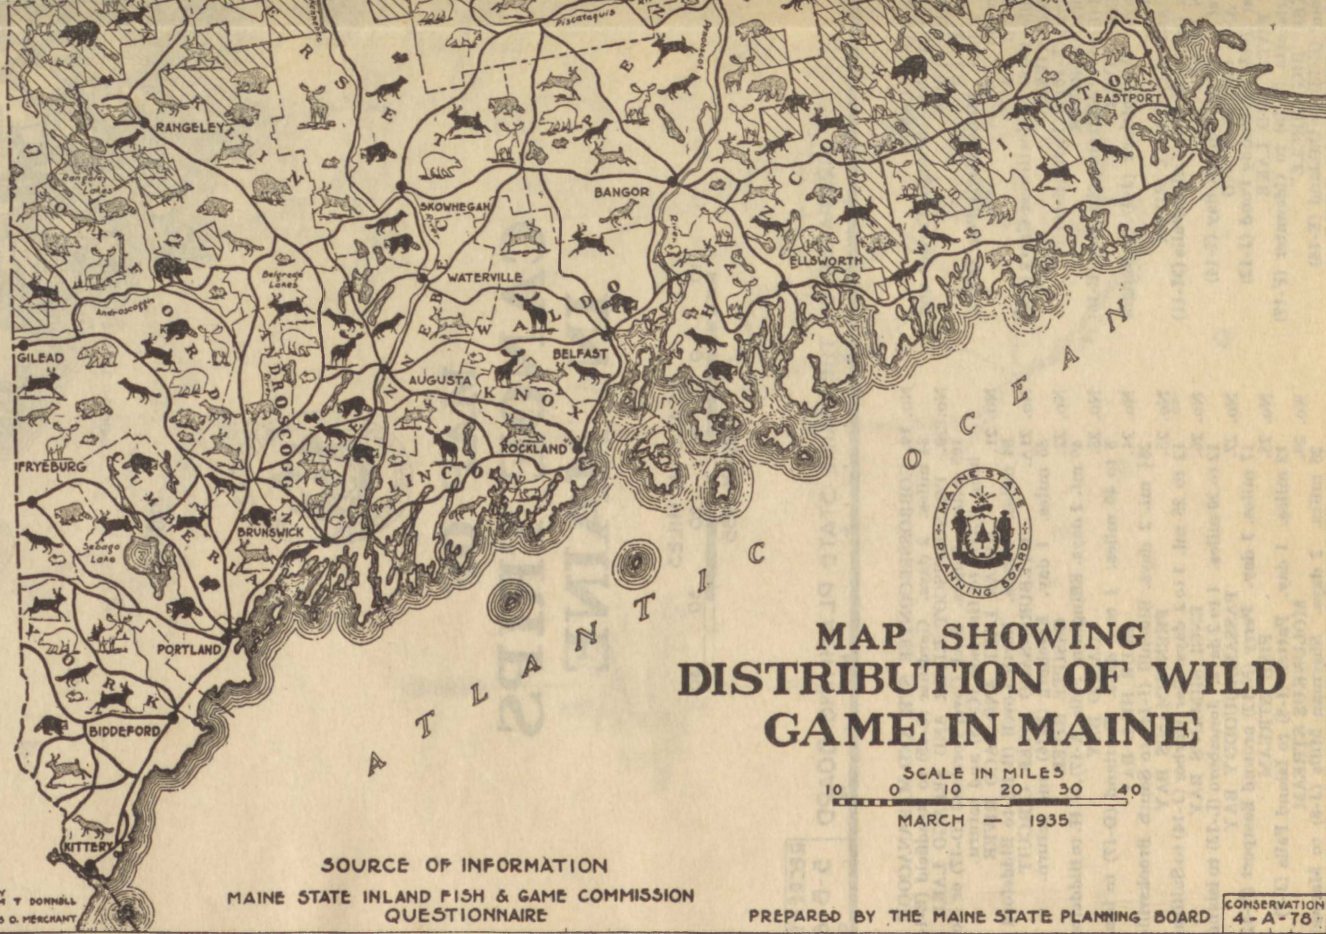 Piscataquis
Penobscot
RANGELEY
Rangeley
Lakes
SKOWHEGAN
BANGOR
EASTPORT
WATERVILLE
ELLSWORTH
Belgrade
Lakes
Androscoggin
OXFORD
WALDO
HANCOCK
WASHINGTON
GILEAD
AUGUSTA
BELFAST
KNOX
KENNEBEC
ANDROSCOGGIN
FRYEBURG
ROCKLAND
LINCOLN
CUMBERLAND
BRUNSWICK
Sebago
Lake
PORTLAND
YORK
BIDDEFORD
KITTERY
ATLANTIC OCEAN
MAINE STATE
PLANNING BOARD
MAP SHOWING
DISTRIBUTION OF WILD
GAME IN MAINE
SCALE IN MILES
10 0 10 20 30 40
MARCH — 1935
SOURCE OF INFORMATION
MAINE STATE INLAND FISH & GAME COMMISSION
QUESTIONNAIRE
PREPARED BY THE MAINE STATE PLANNING BOARD
CONSERVATION
4-A-78
T DONNELL
O. MERCHANT